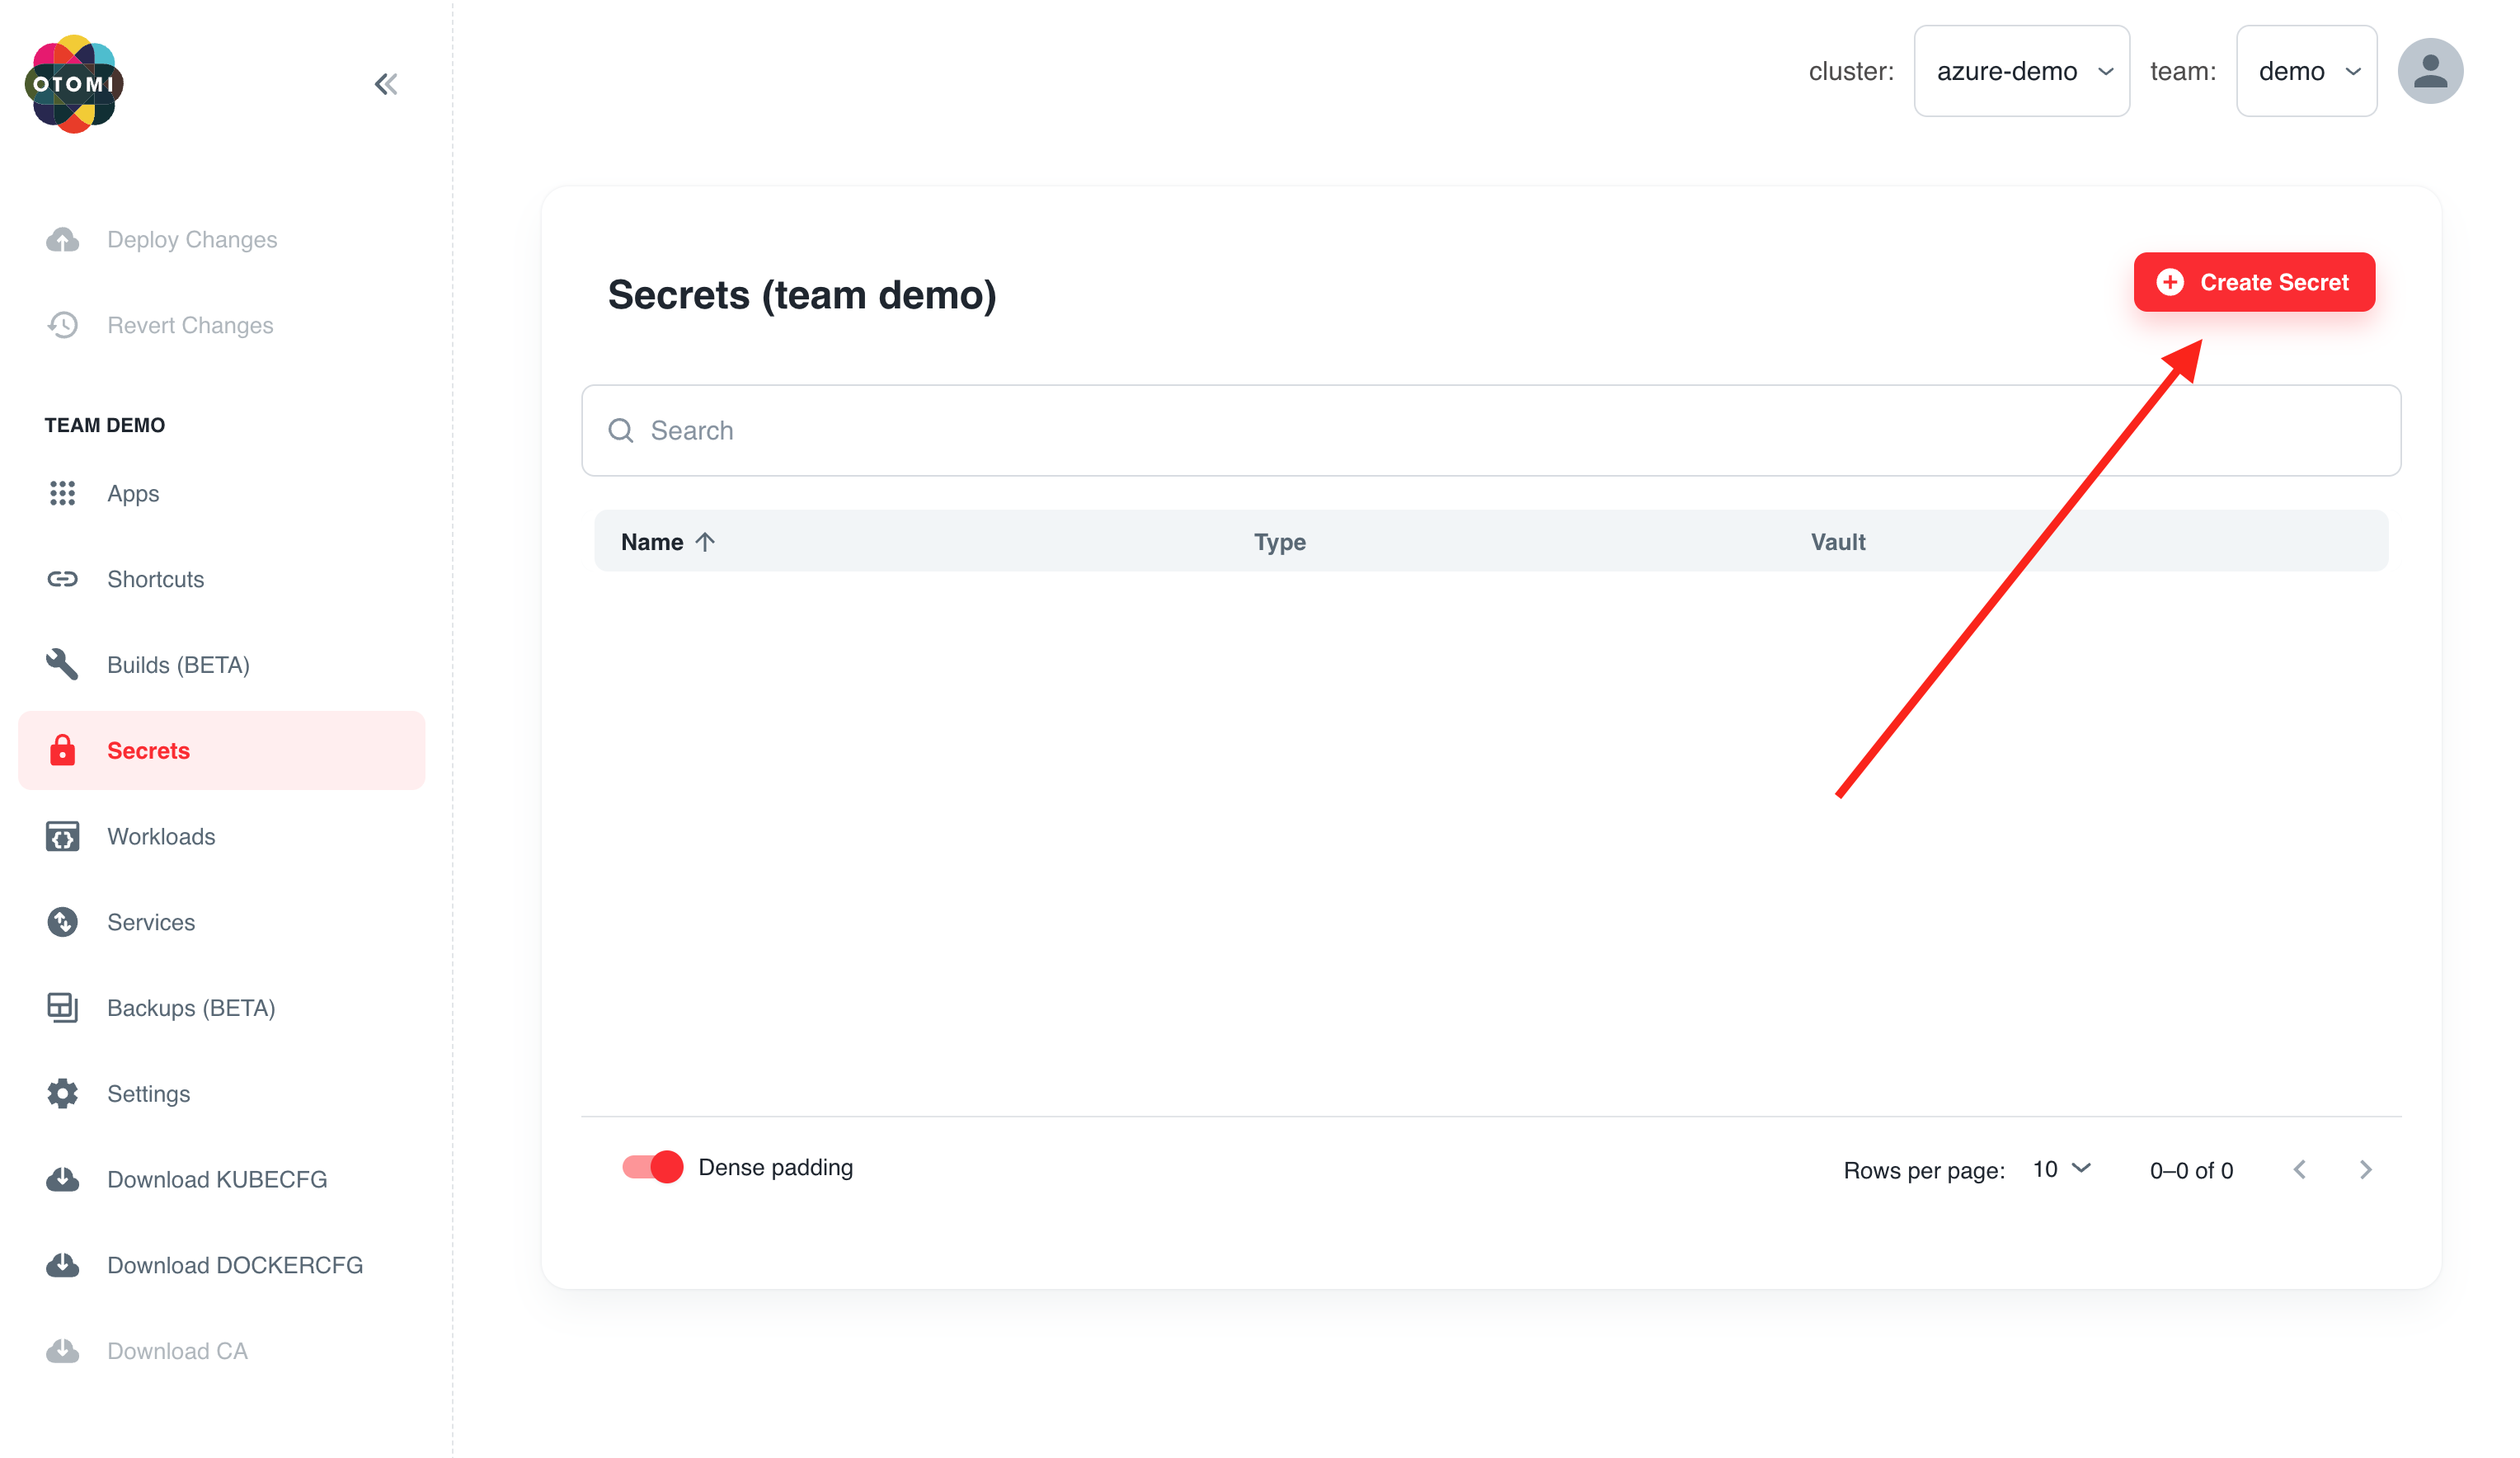 OTOMI
cluster: azure-demo team: demo
Deploy Changes
Revert Changes
TEAM DEMO
Apps
Shortcuts
Builds (BETA)
Secrets
Workloads
Services
Backups (BETA)
Settings
Download KUBECFG
Download DOCKERCFG
Download CA
Secrets (team demo)
Create Secret
Search
Name Type Vault
Dense padding
Rows per page: 10 0–0 of 0